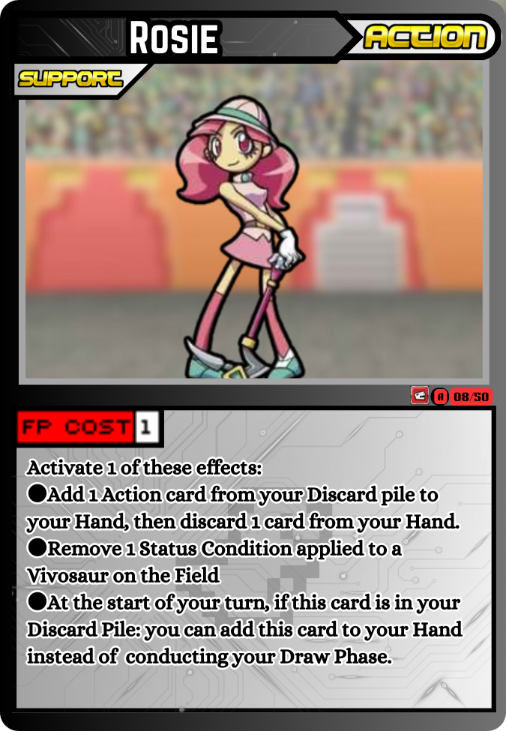 Rosie
ACTION
SUPPORT
A 08/50
FP COST 1
Activate 1 of these effects:
●Add 1 Action card from your Discard pile to
your Hand, then discard 1 card from your Hand.
●Remove 1 Status Condition applied to a
Vivosaur on the Field
●At the start of your turn, if this card is in your
Discard Pile: you can add this card to your Hand
instead of conducting your Draw Phase.